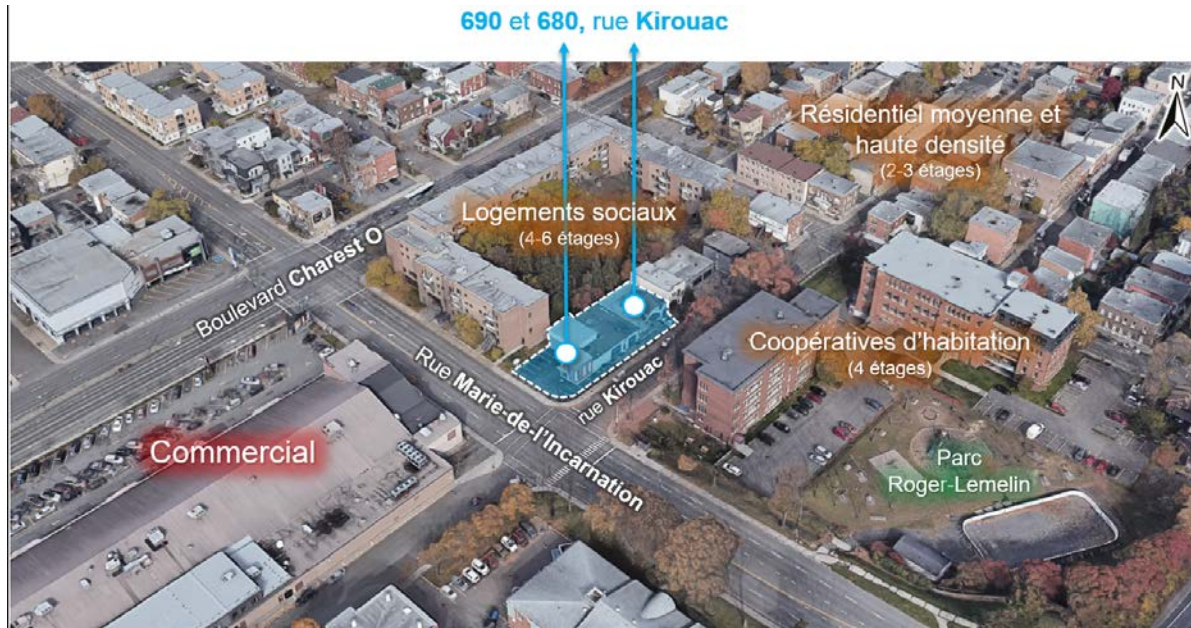 690 et 680, rue Kirouac
N
Résidentiel moyenne et
haute densité
(2-3 étages)
Logements sociaux
(4-6 étages)
Boulevard Charest O
Rue Marie-de-l'Incarnation
rue Kirouac
Coopératives d'habitation
(4 étages)
Commercial
Parc
Roger-Lemelin